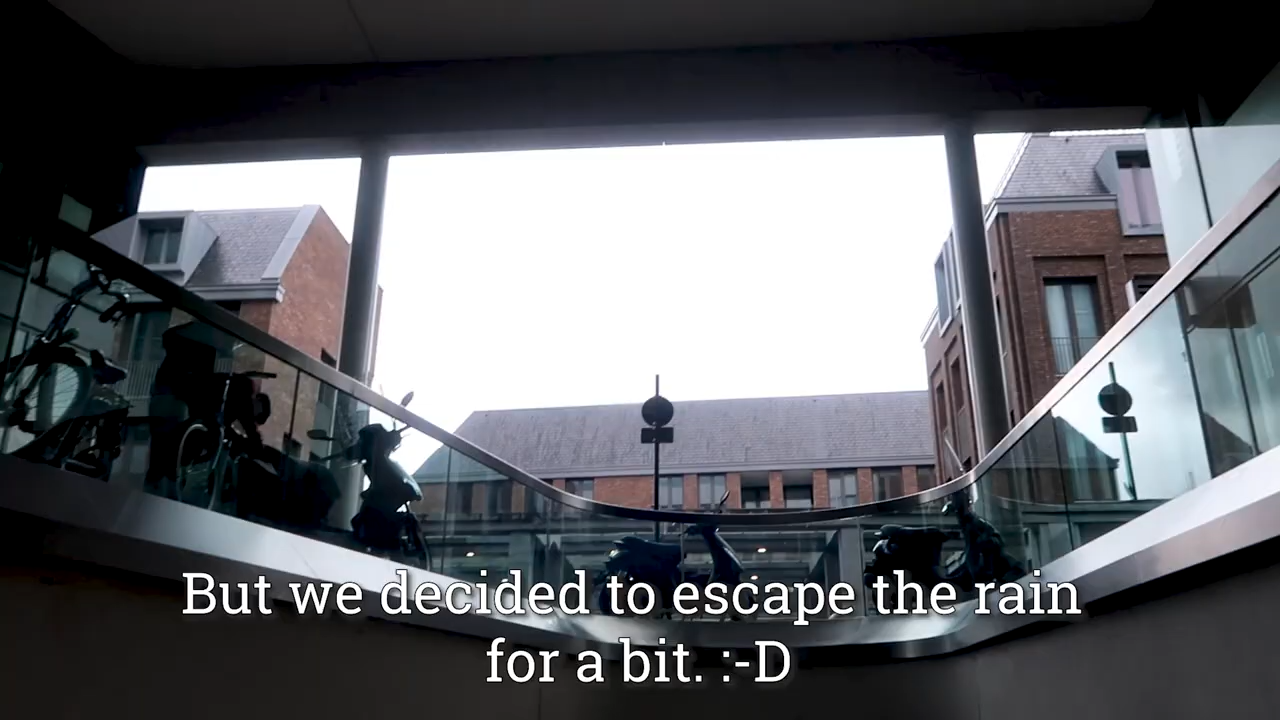 But we decided to escape the rain
for a bit. :-D